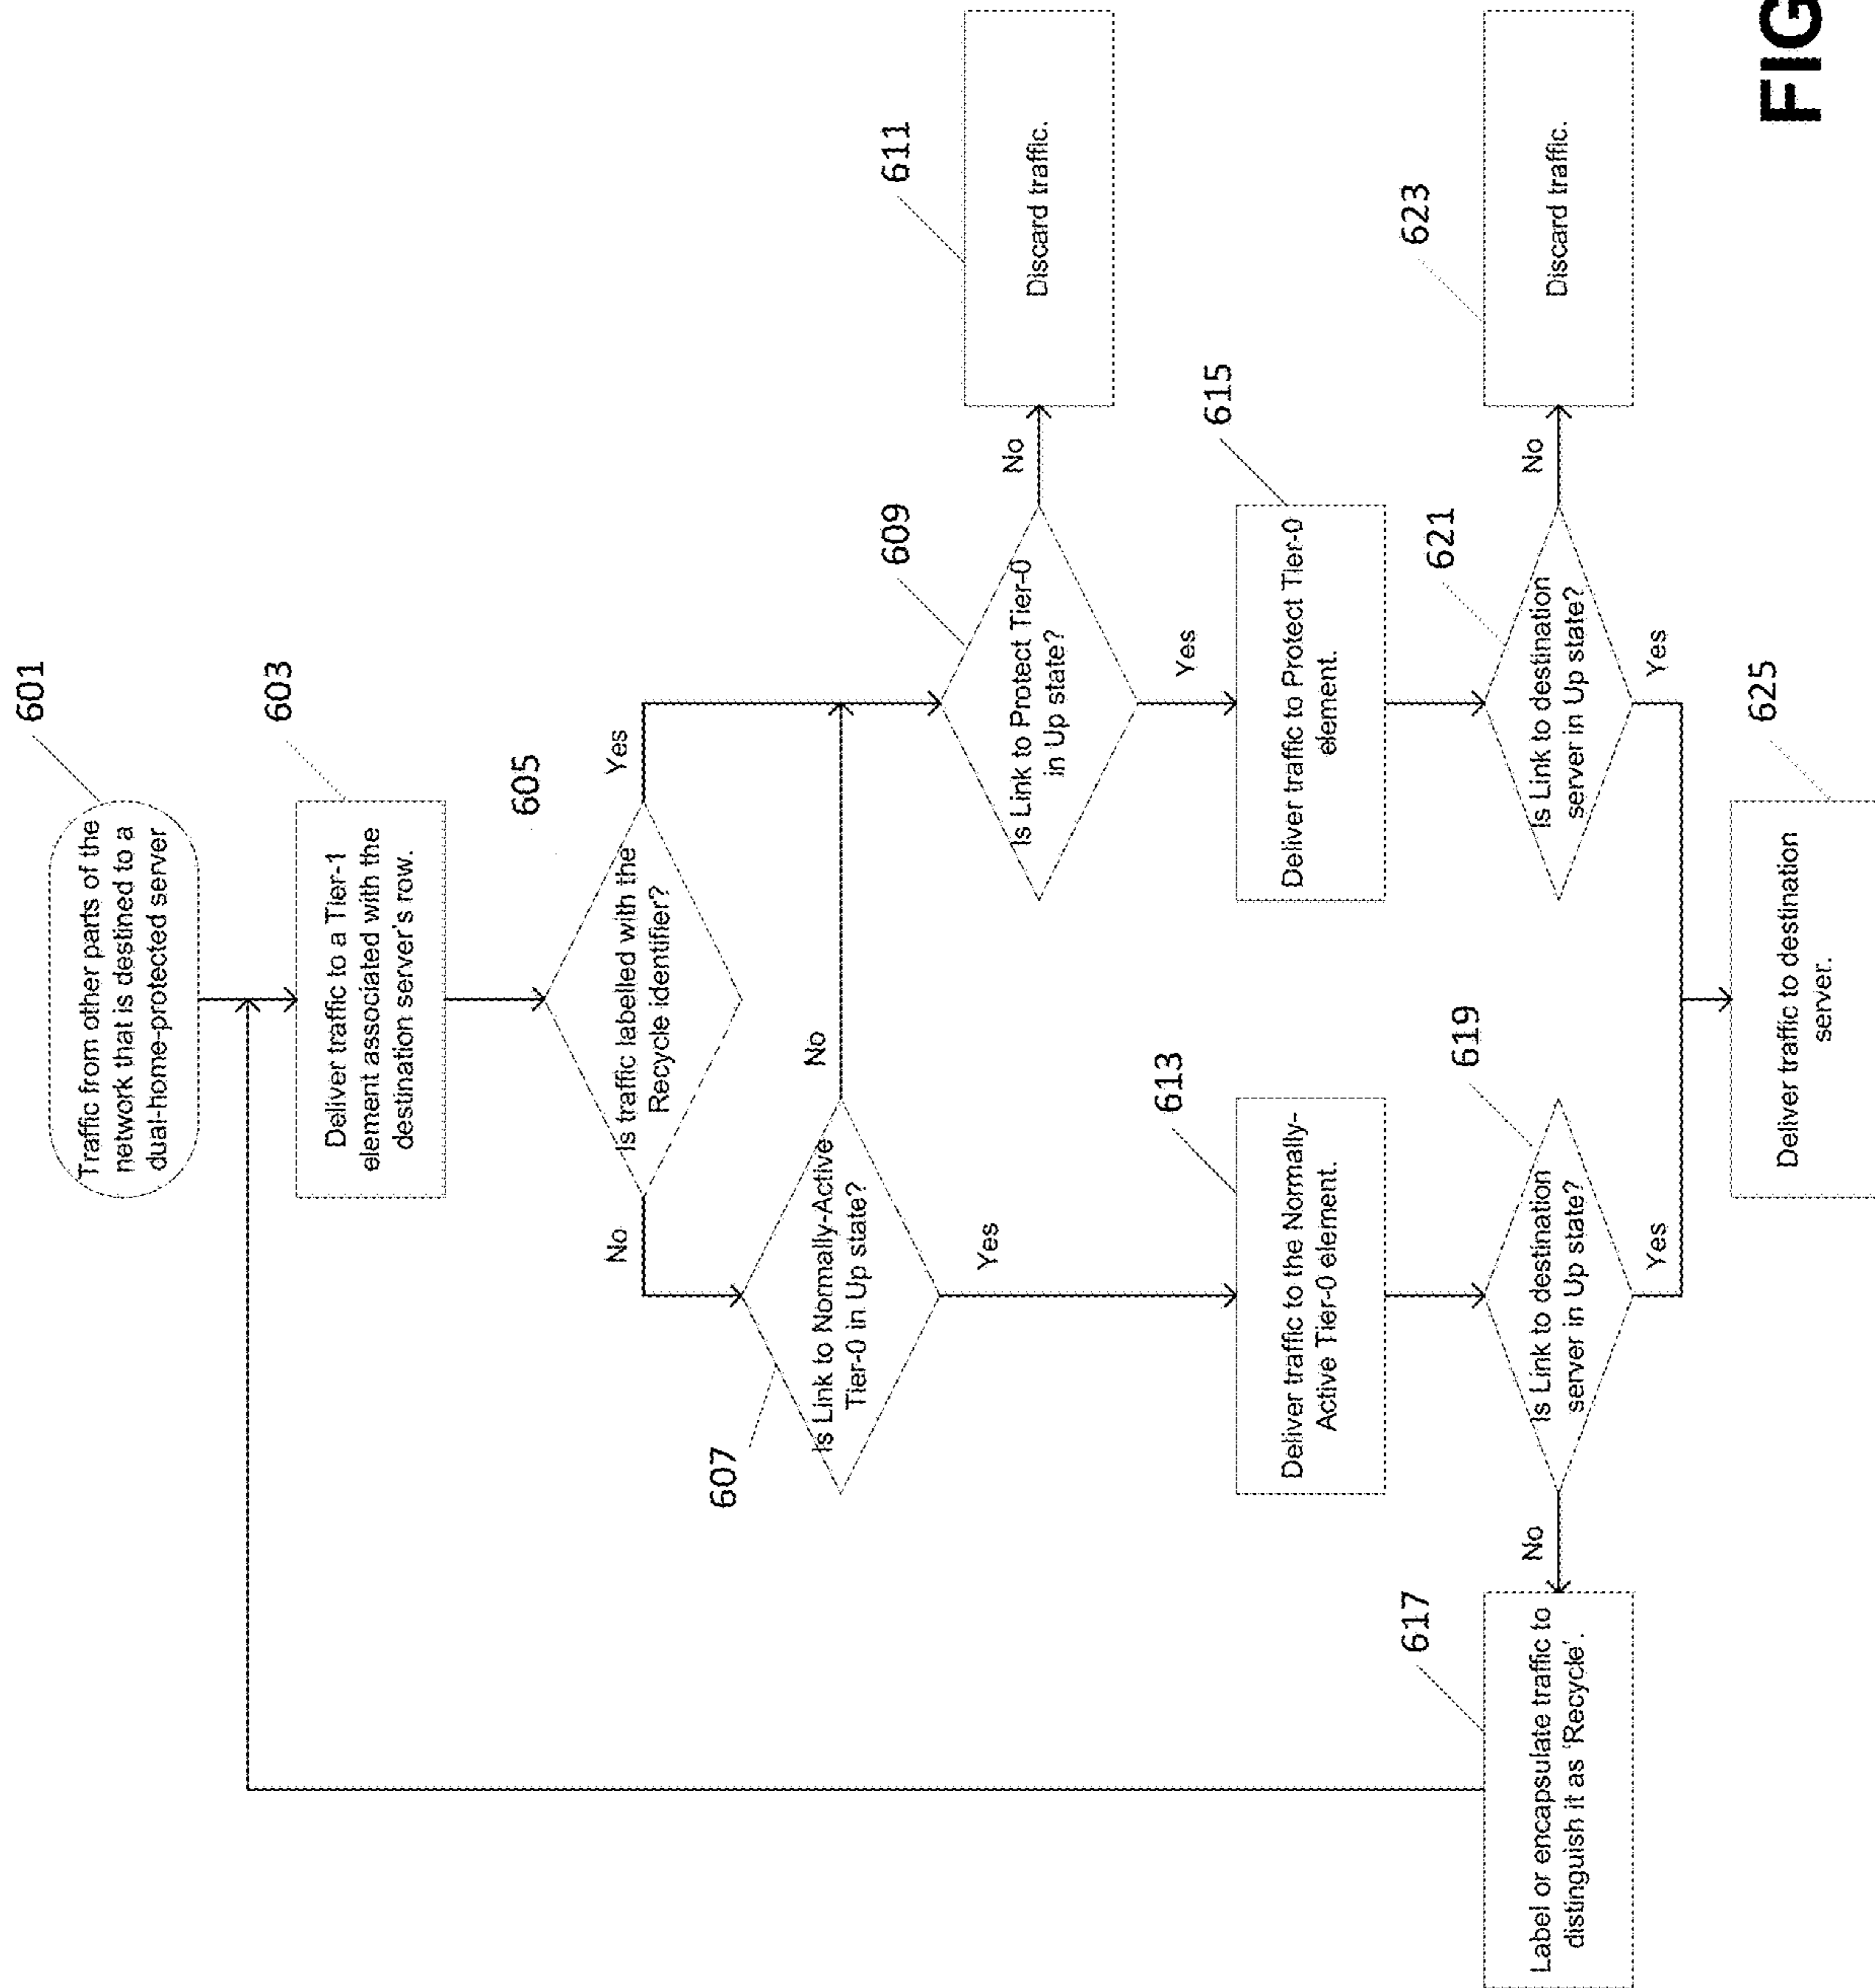 601
Traffic from other parts of the
network that is destined to a
dual-home-protected server
603
Deliver traffic to a Tier-1
element associated with the
destination server's row.
605
Is traffic labelled with the
Recycle identifier?
No
Yes
607
Is Link to Normally-Active
Tier-0 in Up state?
No
Yes
609
Is Link to Protect Tier-0
in Up state?
No
Yes
611
Discard traffic.
613
Deliver traffic to the Normally-
Active Tier-0 element.
615
Deliver traffic to Protect Tier-0
element.
617
Label or encapsulate traffic to
distinguish it as 'Recycle'.
No
619
Is Link to destination
server in Up state?
Yes
621
Is Link to destination
server in Up state?
No
Yes
623
Discard traffic.
625
Deliver traffic to destination
server.
FIG